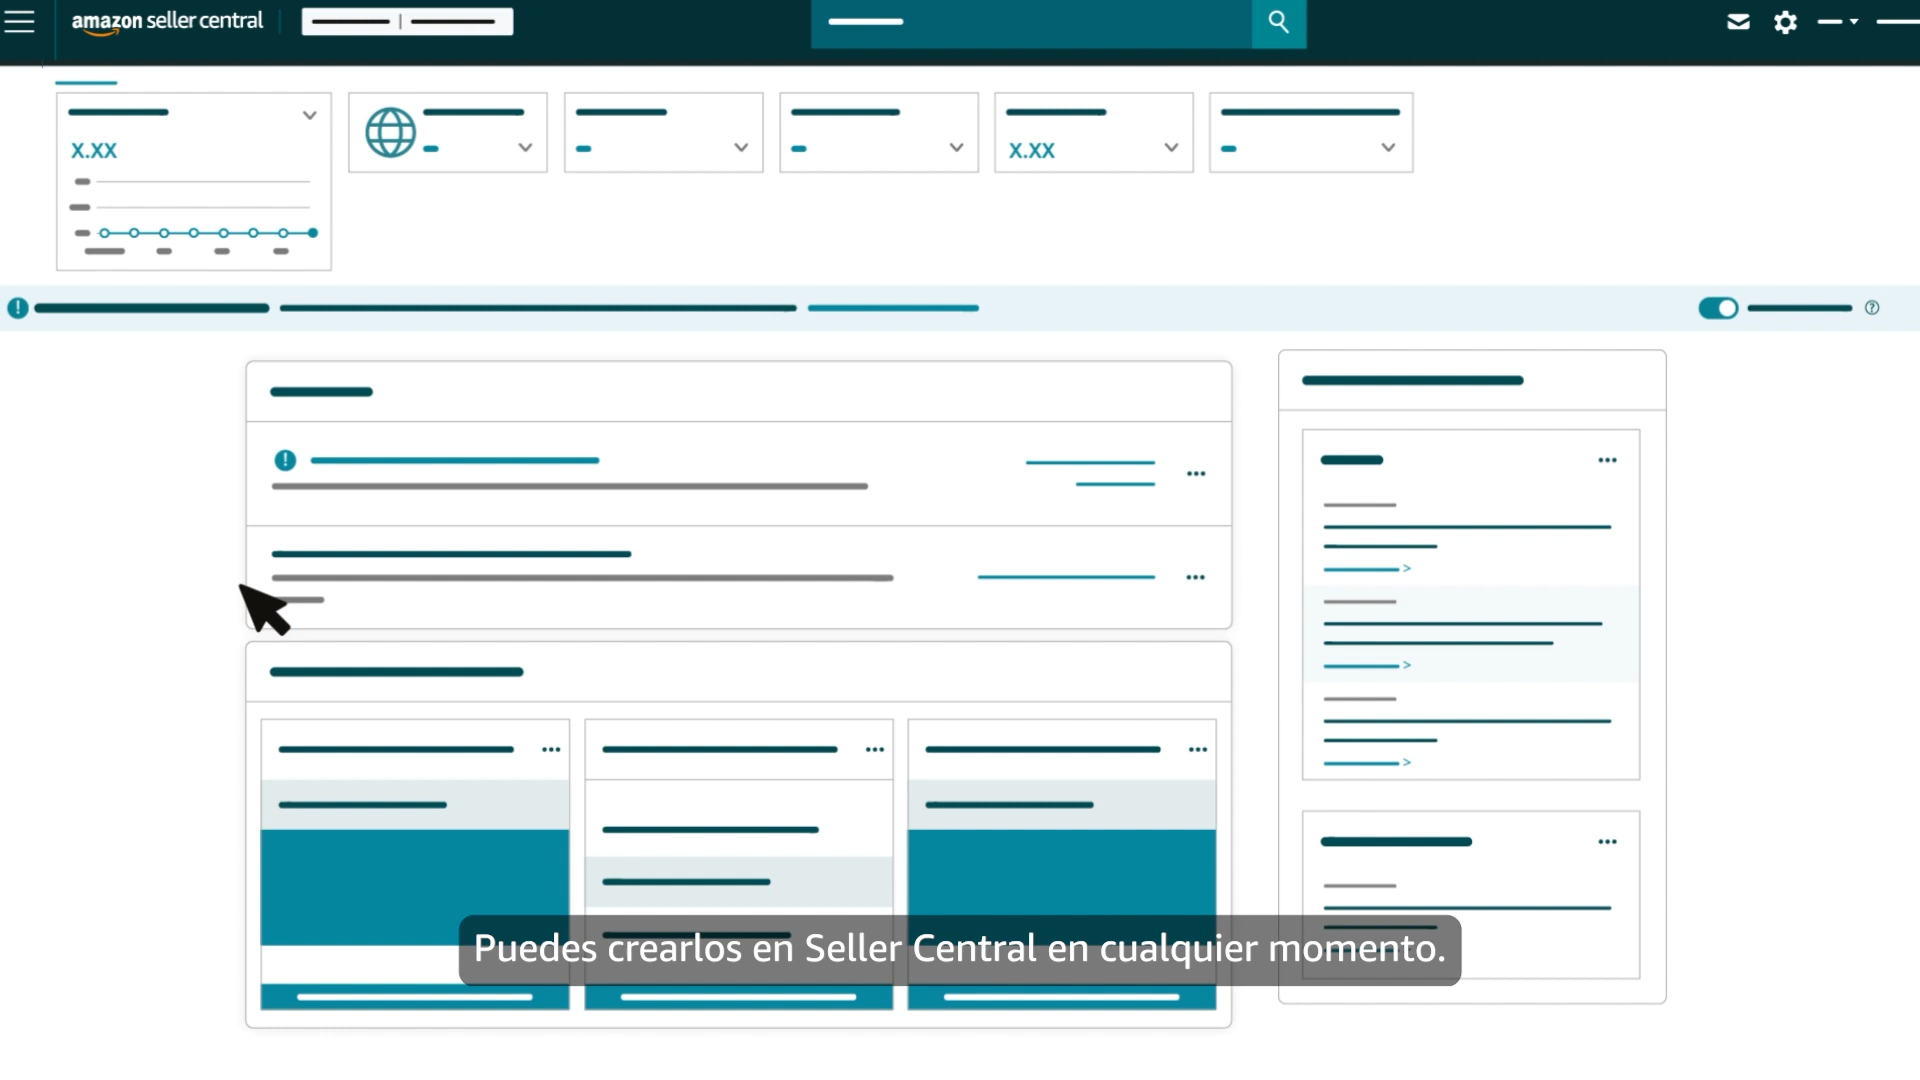 amazon seller central
X.XX
X.XX
Puedes crearlos en Seller Central en cualquier momento.